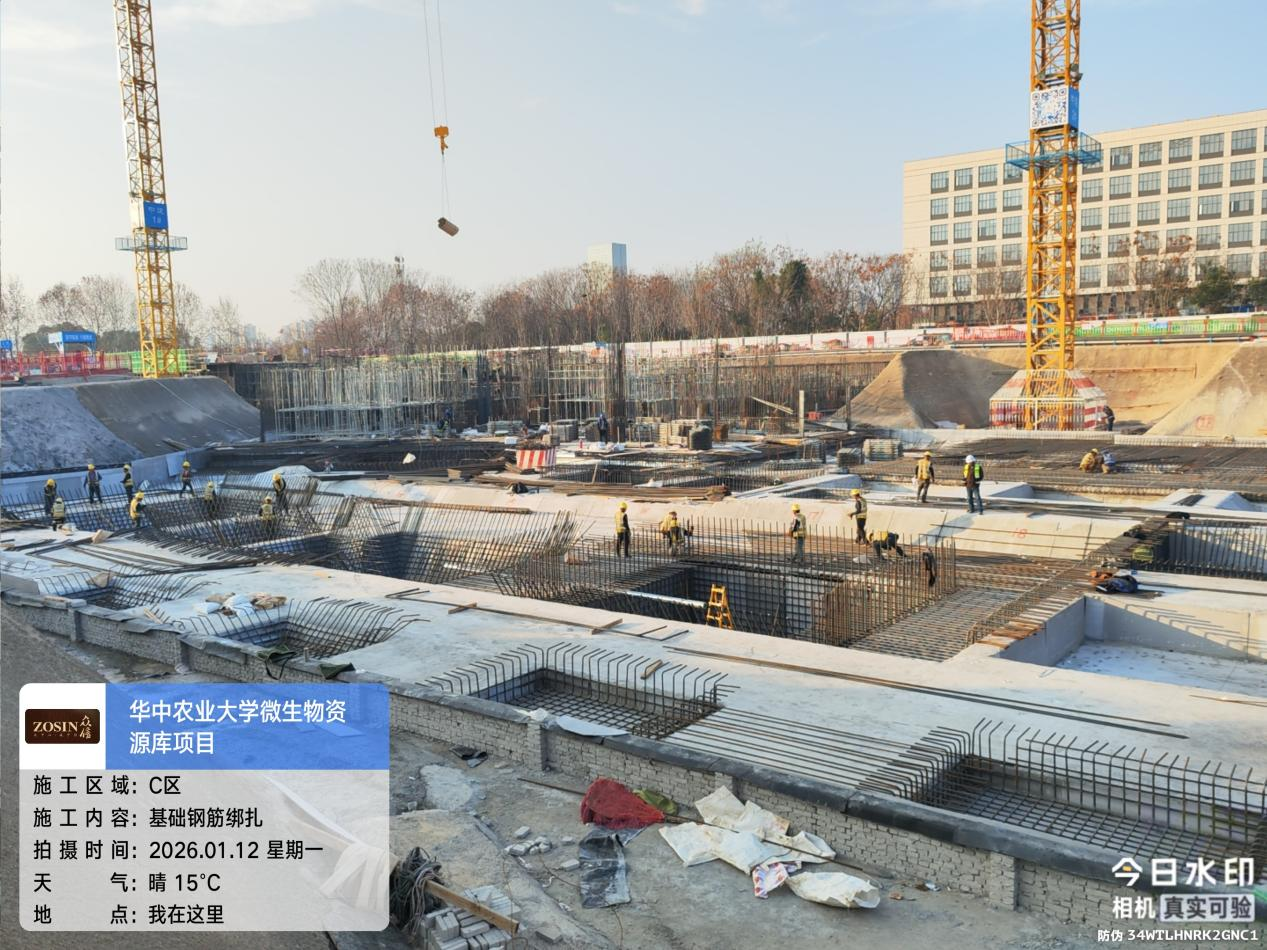 ZOSIN 众信
华中农业大学微生物资
源库项目
施工区域：C区
施工内容：基础钢筋绑扎
拍摄时间：2026.01.12 星期一
天气：晴 15℃
地点：我在这里
今日水印
相机 真实可验
防伪 34WTLHNRK2GNC1